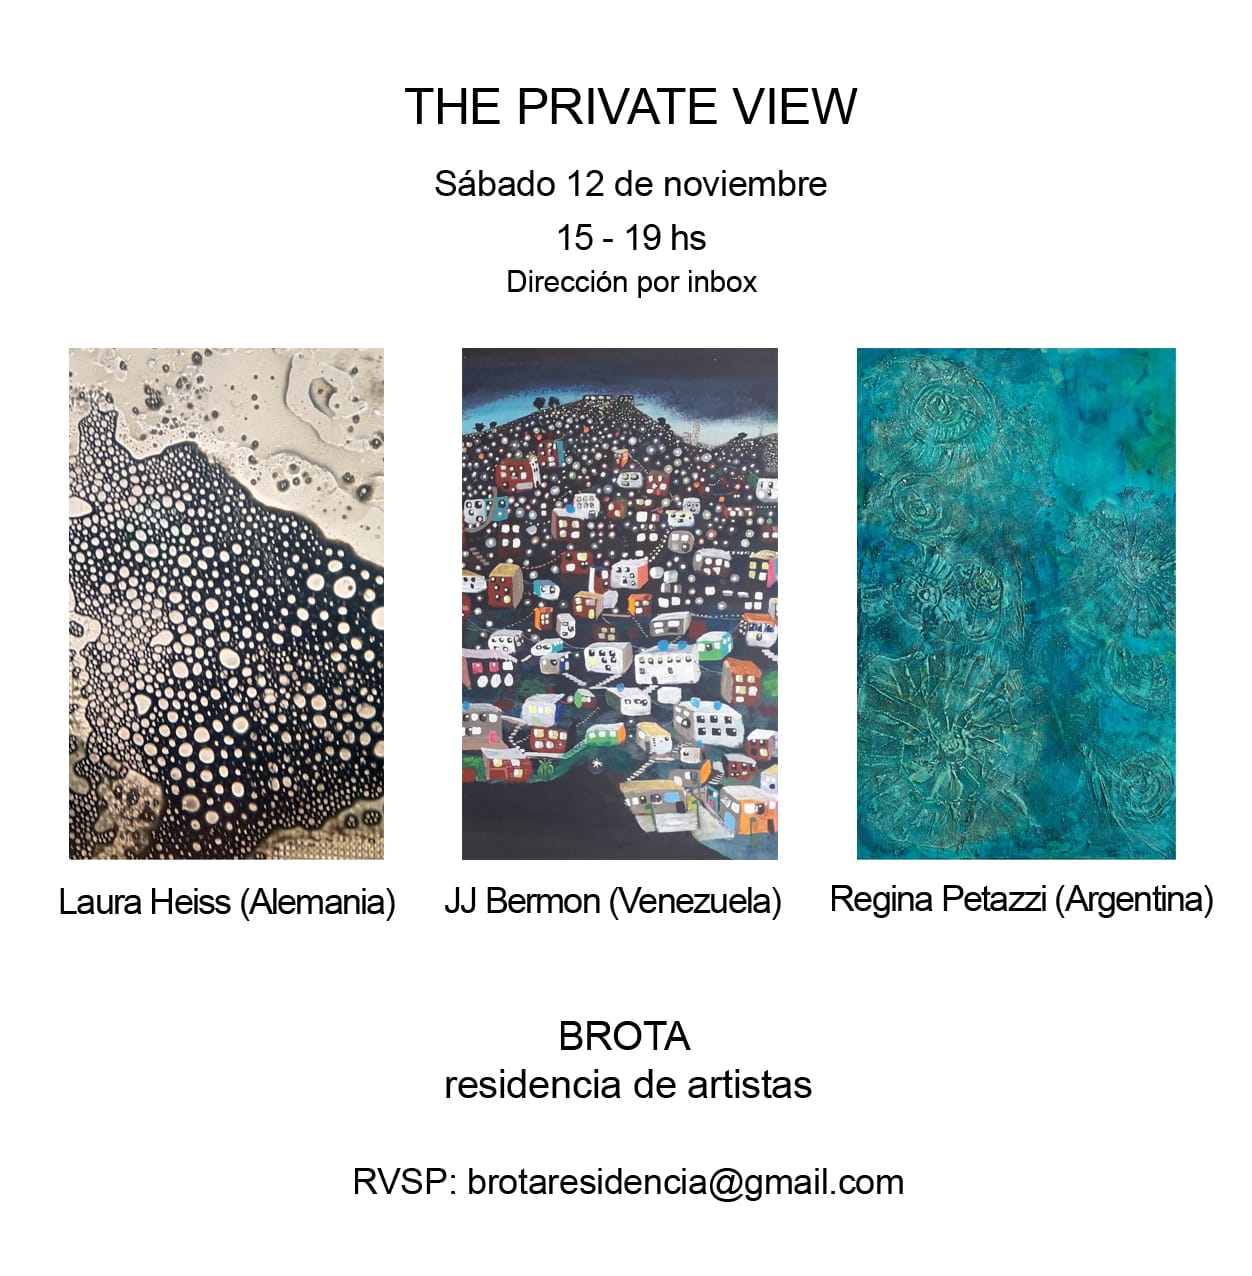 THE PRIVATE VIEW
Sábado 12 de noviembre
15 - 19 hs
Dirección por inbox
Laura Heiss (Alemania)
JJ Bermon (Venezuela)
Regina Petazzi (Argentina)
BROTA
residencia de artistas
RVSP: brotaresidencia@gmail.com